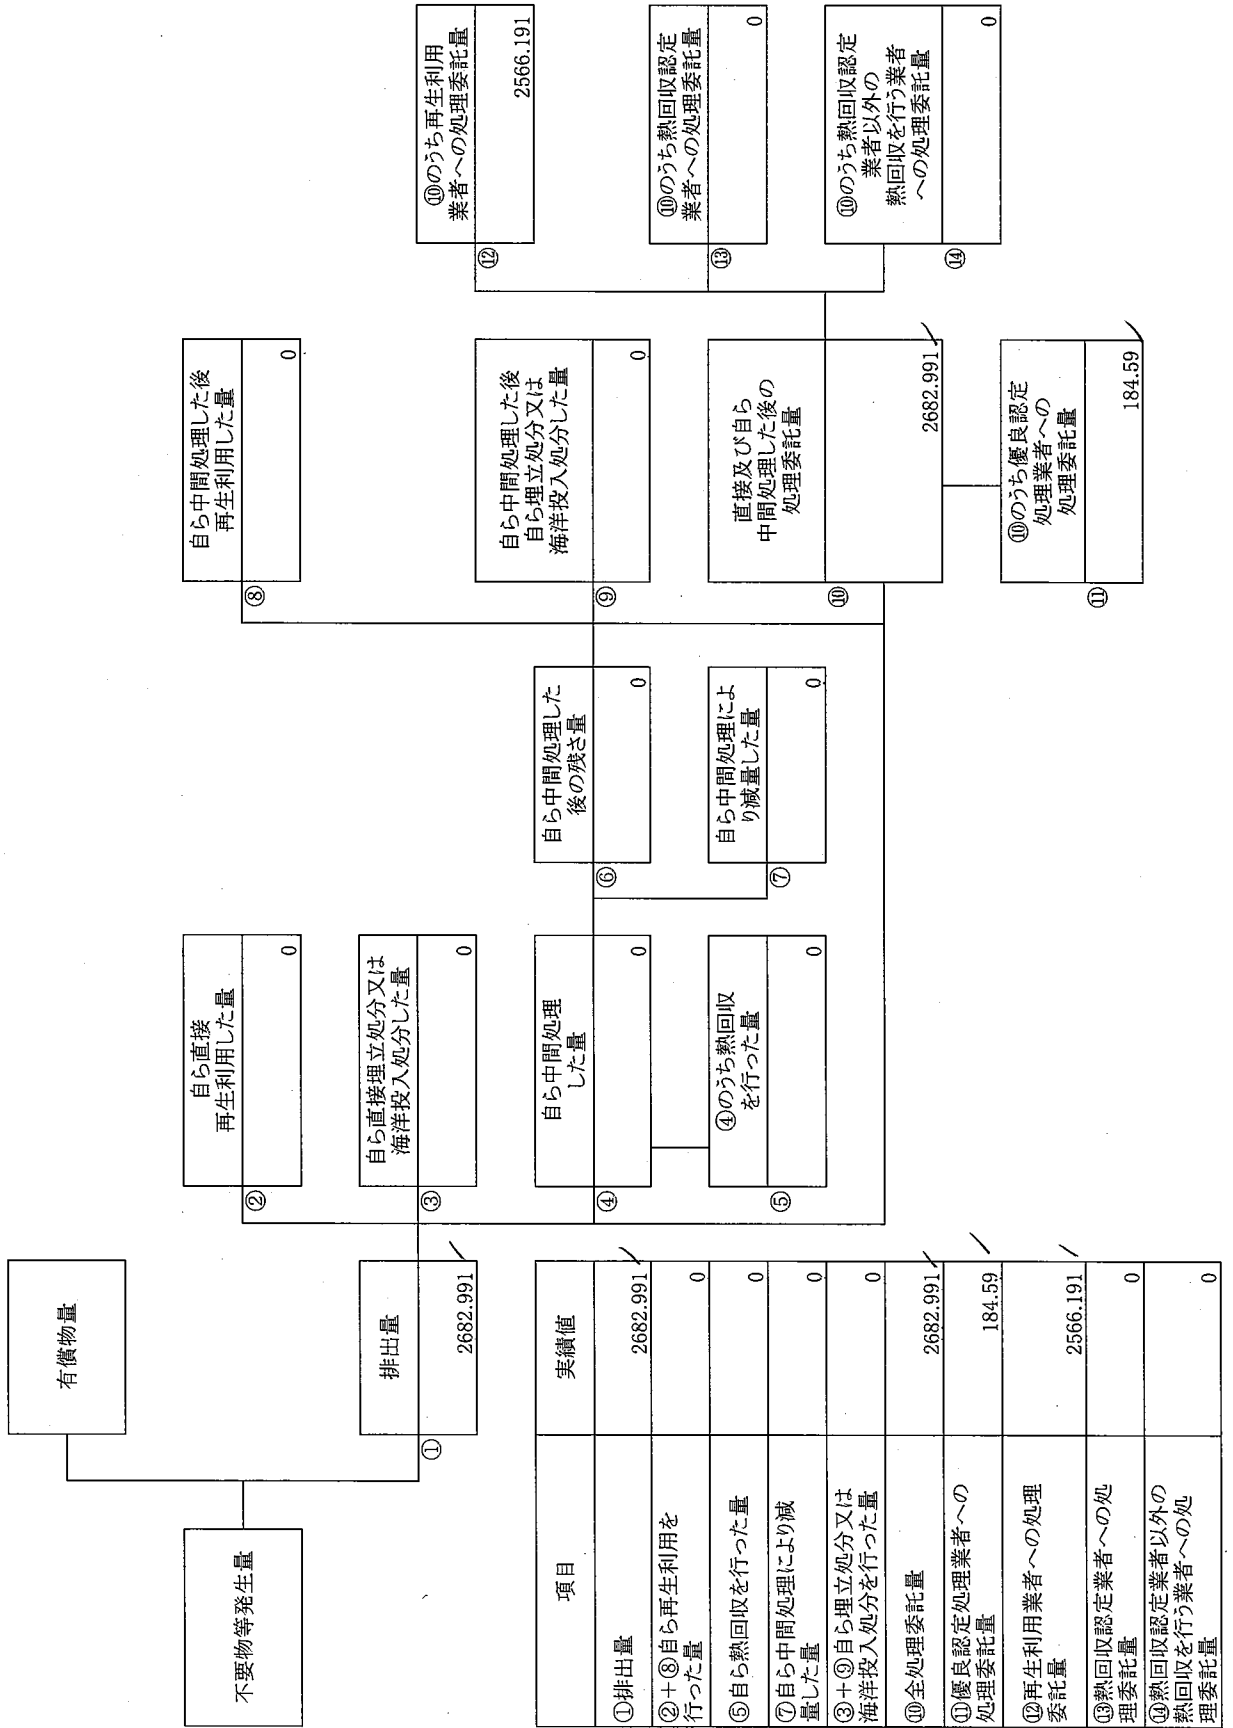 有償物量
不要物等発生量
排出量
①
2682.991
②
自ら直接
再生利用した量
0
③
自ら直接埋立処分又は
海洋投入処分した量
0
④
自ら中間処理
した量
0
⑤
④のうち熱回収
を行った量
0
⑥
自ら中間処理した
後の残さ量
0
⑦
自ら中間処理によ
り減量した量
0
⑧
自ら中間処理した後
再生利用した量
0
⑨
自ら中間処理した後
自ら埋立処分又は
海洋投入処分した量
0
⑩
直接及び自ら
中間処理した後の
処理委託量
2682.991
⑪
⑩のうち優良認定
処理業者への
処理委託量
184.59
⑫
⑩のうち再生利用
業者への処理委託量
2566.191
⑬
⑩のうち熱回収認定
業者への処理委託量
0
⑭
⑩のうち熱回収認定
業者以外の
熱回収を行う業者
への処理委託量
0
項目
実績値
①排出量
2682.991
②+⑧自ら再生利用を
行った量
0
⑤自ら熱回収を行った量
0
⑦自ら中間処理により減
量した量
0
③+⑨自ら埋立処分又は
海洋投入処分を行った量
0
⑩全処理委託量
2682.991
⑪優良認定処理業者への
処理委託量
184.59
⑫再生利用業者への処理
委託量
2566.191
⑬熱回収認定業者への処
理委託量
0
⑭熱回収認定業者以外の
熱回収を行う業者への処
理委託量
0